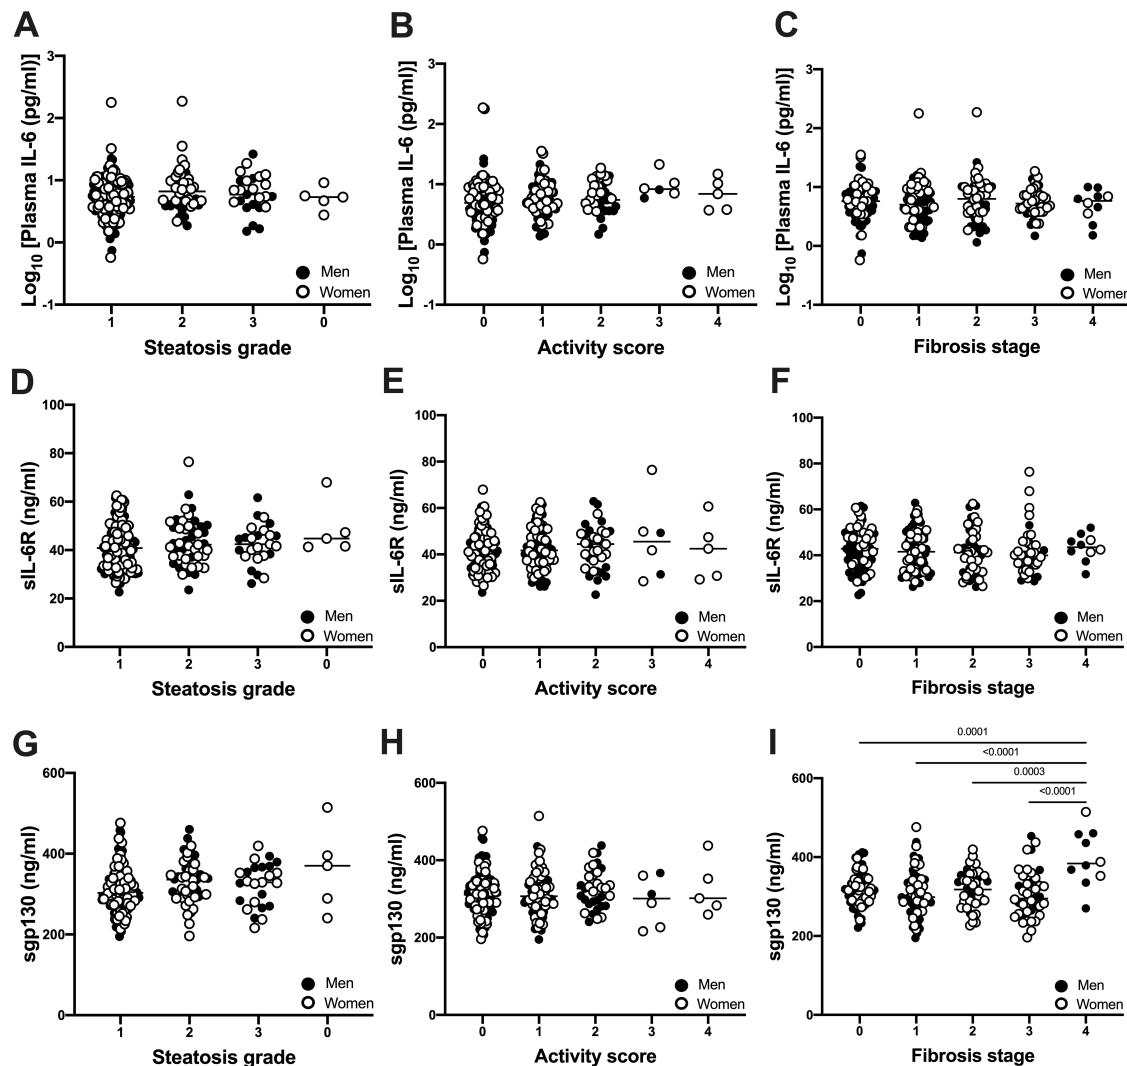 A
Log10 [Plasma IL-6 (pg/ml)]
3
2
1
0
-1
Men
Women
1 2 3 0
Steatosis grade
B
Log10 [Plasma IL-6 (pg/ml)]
3
2
1
0
-1
Men
Women
0 1 2 3 4
Activity score
C
Log10 [Plasma IL-6 (pg/ml)]
3
2
1
0
-1
Men
Women
0 1 2 3 4
Fibrosis stage
D
sIL-6R (ng/ml)
100
80
60
40
20
0
Men
Women
1 2 3 0
Steatosis grade
E
sIL-6R (ng/ml)
100
80
60
40
20
0
Men
Women
0 1 2 3 4
Activity score
F
sIL-6R (ng/ml)
100
80
60
40
20
0
Men
Women
0 1 2 3 4
Fibrosis stage
G
sgp130 (ng/ml)
600
400
200
0
Men
Women
1 2 3 0
Steatosis grade
H
sgp130 (ng/ml)
600
400
200
0
Men
Women
0 1 2 3 4
Activity score
I
0.0001
<0.0001
0.0003
<0.0001
sgp130 (ng/ml)
600
400
200
0
Men
Women
0 1 2 3 4
Fibrosis stage